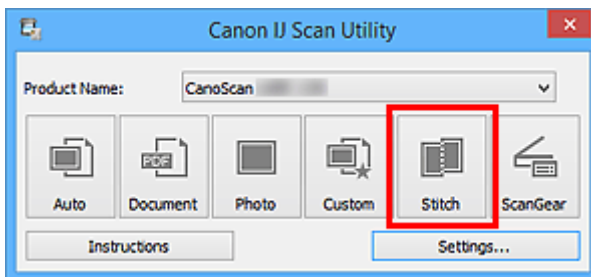 Canon IJ Scan Utility
Product Name: CanoScan
PDF
Auto Document Photo Custom Stitch ScanGear
Instructions Settings...